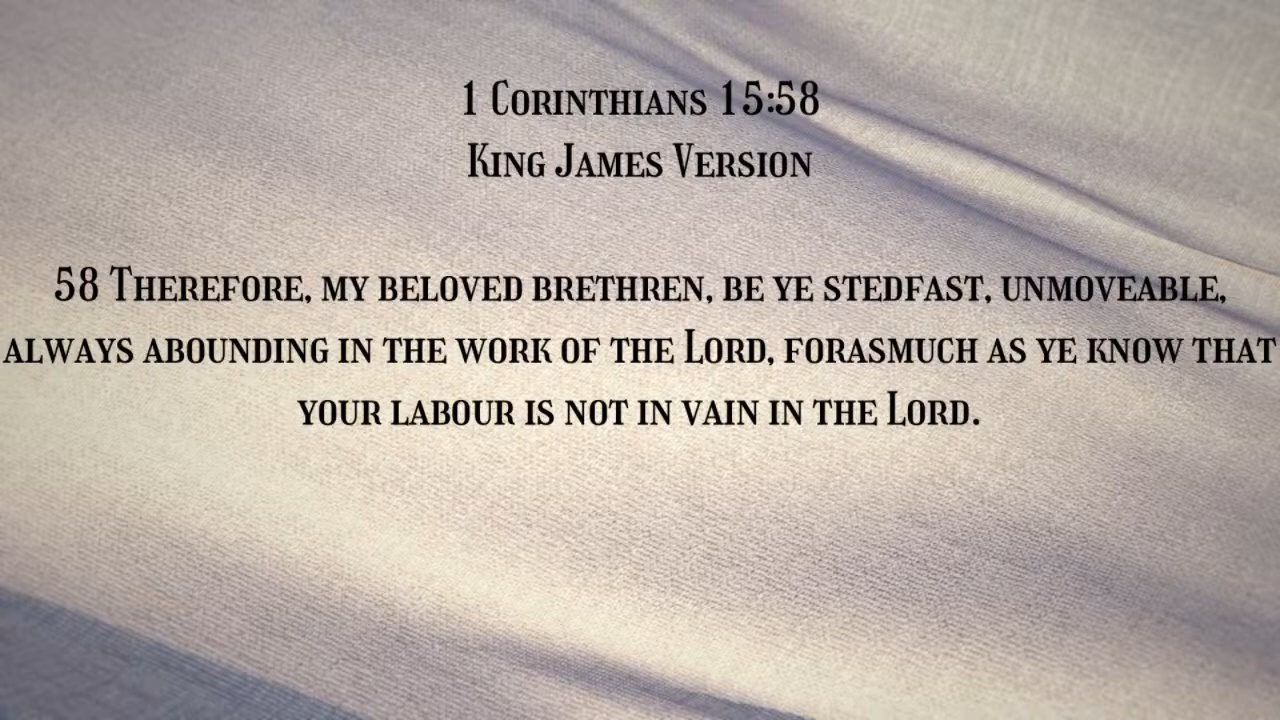 1 Corinthians 15:58
King James Version
58 Therefore, my beloved brethren, be ye stedfast, unmoveable,
always abounding in the work of the Lord, forasmuch as ye know that
your labour is not in vain in the Lord.